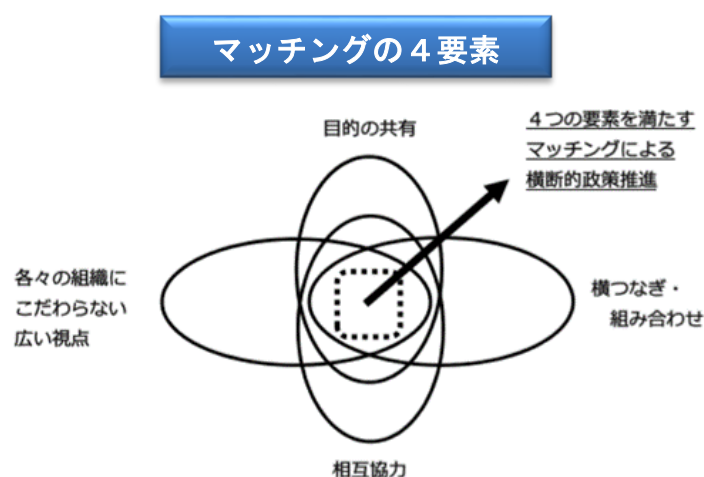 マッチングの４要素
目的の共有
４つの要素を満たす
マッチングによる
横断的政策推進
各々の組織に
こだわらない
広い視点
横つなぎ・
組み合わせ
相互協力